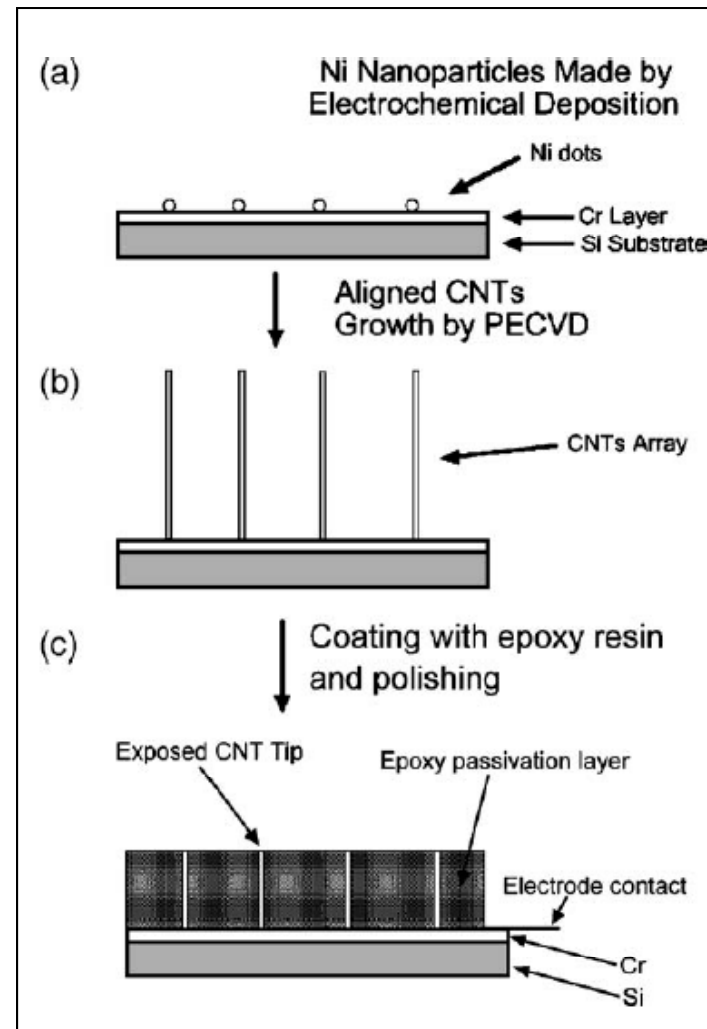 (a)
Ni Nanoparticles Made by
Electrochemical Deposition
Ni dots
Cr Layer
Si Substrate
Aligned CNTs
Growth by PECVD
(b)
CNTs Array
(c)
Coating with epoxy resin
and polishing
Exposed CNT Tip
Epoxy passivation layer
Electrode contact
Cr
Si